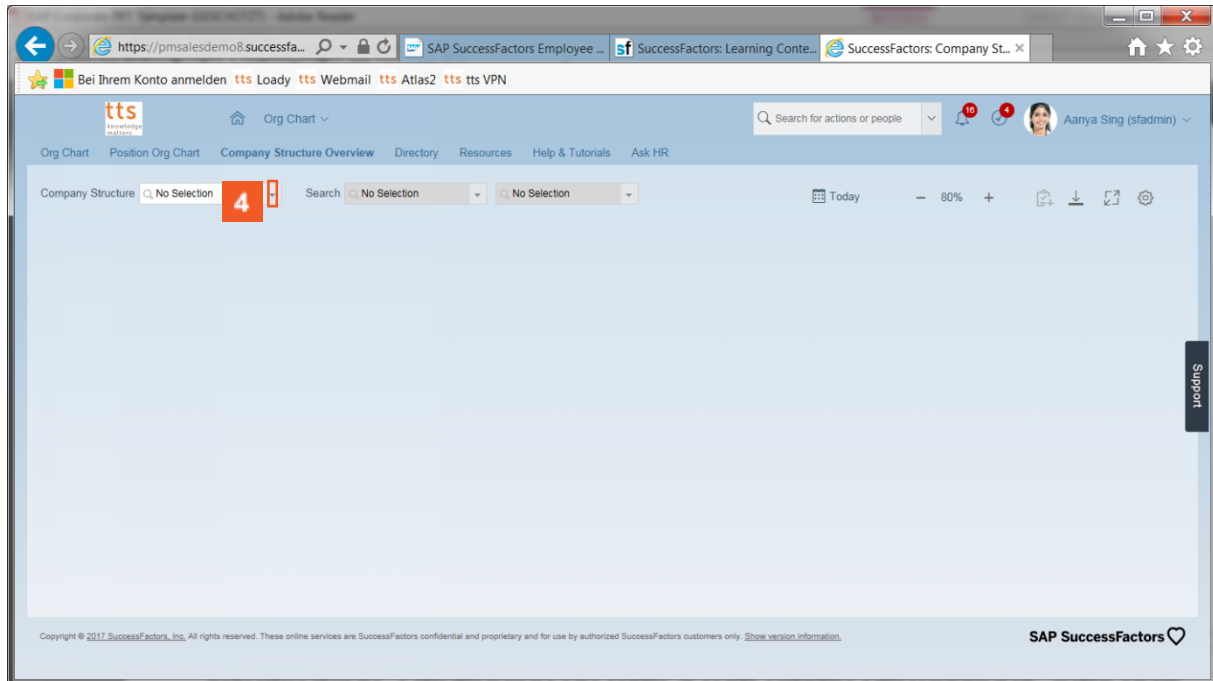 https://pmsalesdemo8.successfa... SAP SuccessFactors Employee ... SuccessFactors: Learning Conte... SuccessFactors: Company St...
Bei Ihrem Konto anmelden tts Loady tts Webmail tts Atlas2 tts tts VPN
tts
knowledge
matters.
Org Chart
Search for actions or people
16
4
Aanya Sing (sfadmin)
Org Chart Position Org Chart Company Structure Overview Directory Resources Help & Tutorials Ask HR
Company Structure No Selection 4 Search No Selection No Selection Today − 80% +
Support
Copyright © 2017 SuccessFactors, Inc. All rights reserved. These online services are SuccessFactors confidential and proprietary and for use by authorized SuccessFactors customers only. Show version information.
SAP SuccessFactors